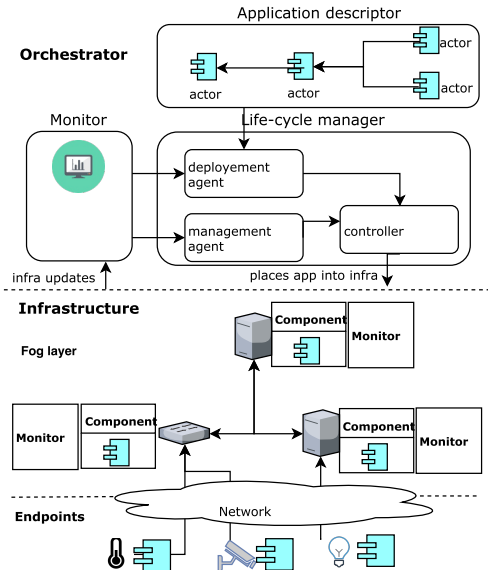 Application descriptor
Orchestrator
actor
actor
actor
actor
Monitor
Life-cycle manager
deployement
agent
management
agent
controller
infra updates
places app into infra
Infrastructure
Fog layer
Component
Monitor
Monitor
Component
Component
Monitor
Endpoints
Network